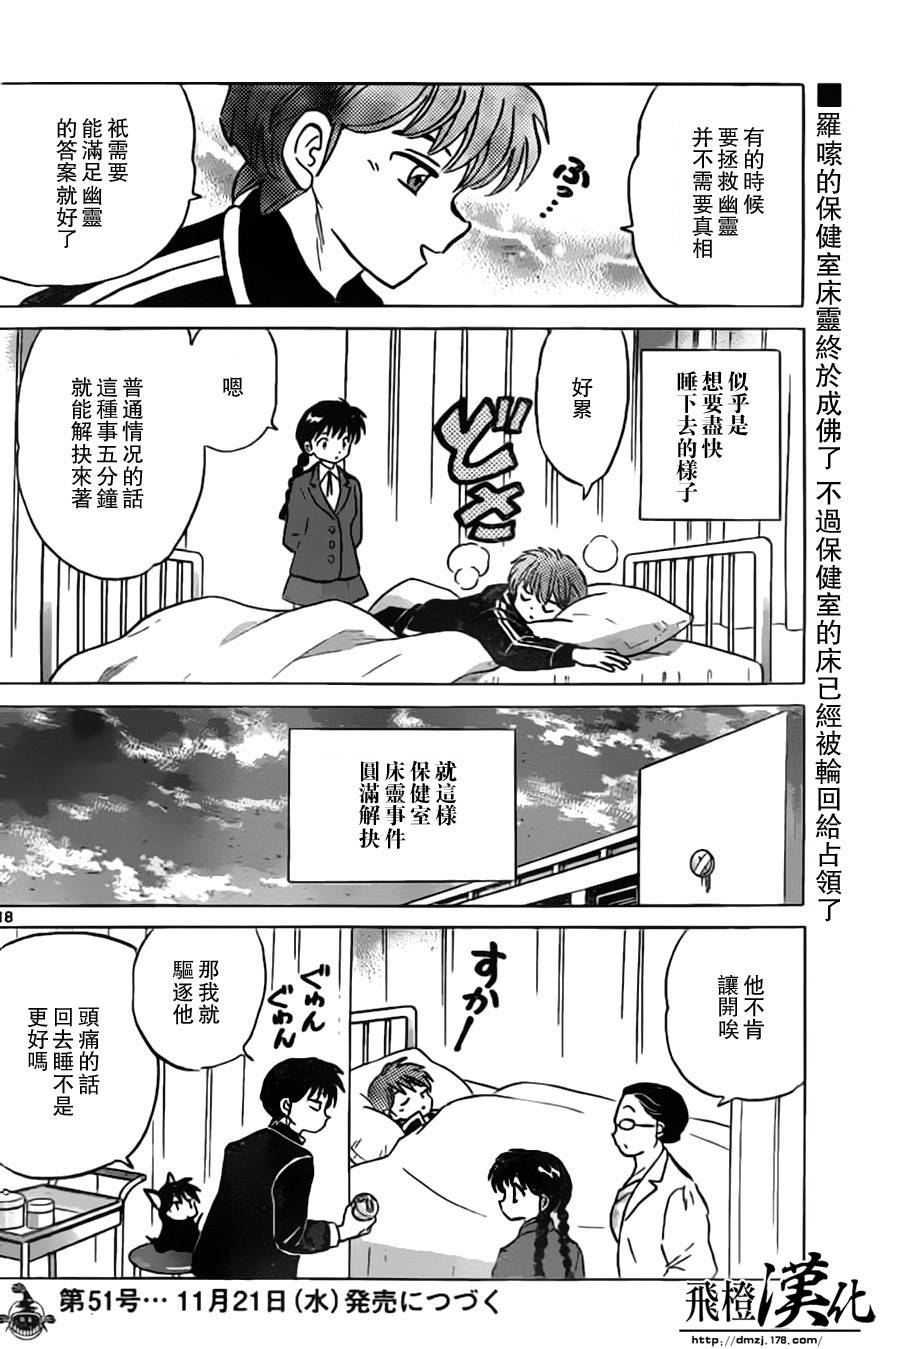 ■羅嗦的保健室床靈終於成佛了 不過保健室的床已經被輪回給占領了
有的時候
要拯救幽靈
并不需要真相
ふっ…
衹需要
能滿足幽靈
的答案就好了
似乎是
想要盡快
睡下去的樣子
好累
どさっ
嗯
普通情況的話
這種事五分鐘
就能解抉來著
就這樣
保健室
床靈事件
圓滿解抉
18
他不肯
讓開唉
すかー
ぐわん
ぐわん
那我就
驅逐他
頭痛的話
回去睡不是
更好嗎
第51号… 11月21日(水)発売につづく
飛橙漢化
http://dmzj.178.com/